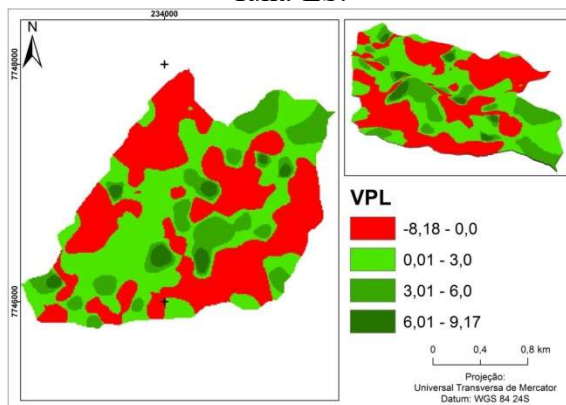 234000
7748000
7746000
N
VPL
-8,18 - 0,0
0,01 - 3,0
3,01 - 6,0
6,01 - 9,17
0 0,4 0,8 km
Projeção:
Universal Transversa de Mercator
Datum: WGS 84 24S